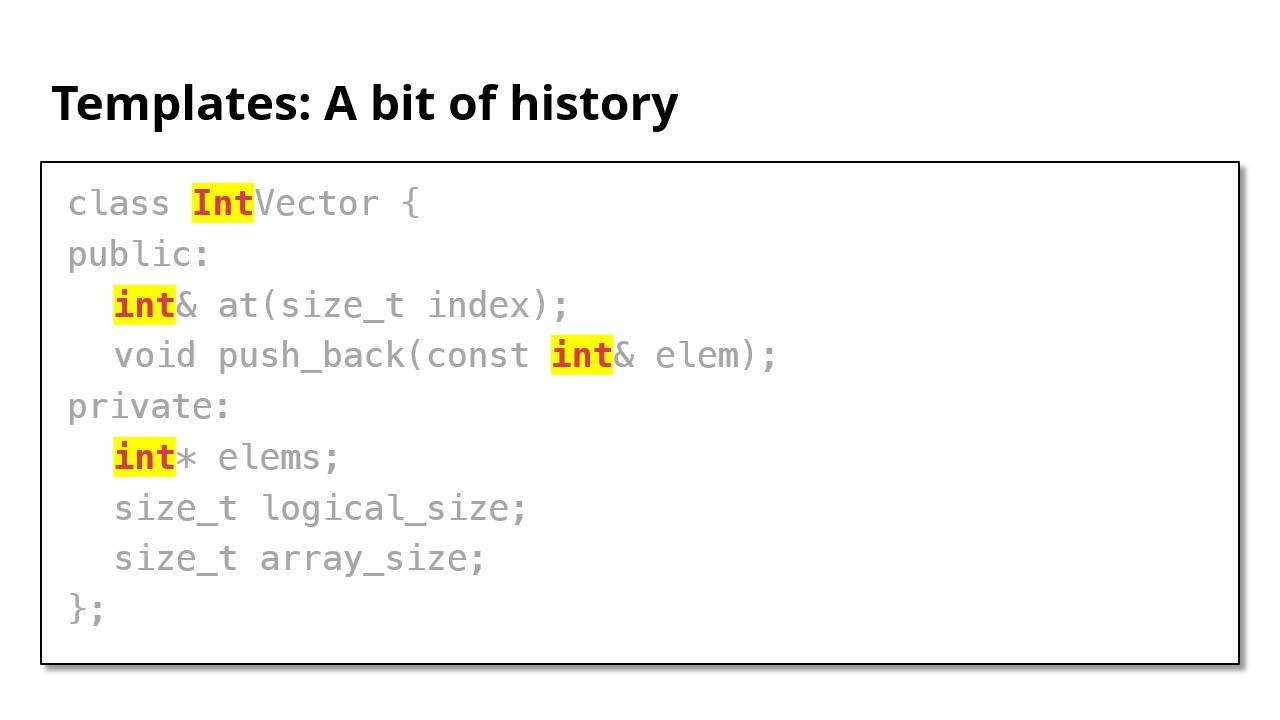 Templates: A bit of history
class IntVector {
public:
int& at(size_t index);
void push_back(const int& elem);
private:
int* elems;
size_t logical_size;
size_t array_size;
};